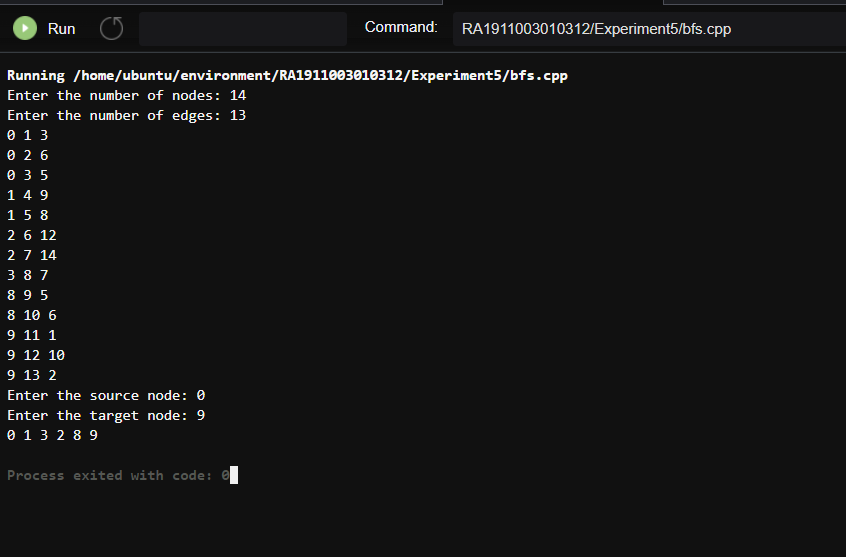 Run Command: RA1911003010312/Experiment5/bfs.cpp
Running /home/ubuntu/environment/RA1911003010312/Experiment5/bfs.cpp
Enter the number of nodes: 14
Enter the number of edges: 13
0 1 3
0 2 6
0 3 5
1 4 9
1 5 8
2 6 12
2 7 14
3 8 7
8 9 5
8 10 6
9 11 1
9 12 10
9 13 2
Enter the source node: 0
Enter the target node: 9
0 1 3 2 8 9
Process exited with code: 0